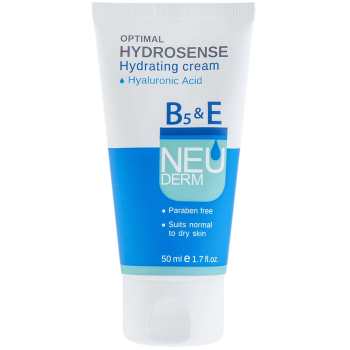 OPTIMAL
HYDROSENSE
Hydrating cream
Hyaluronic Acid
B5 & E
NEU
DERM
• Paraben free
• Suits normal
to dry skin
50 ml e 1.7 fl.oz.